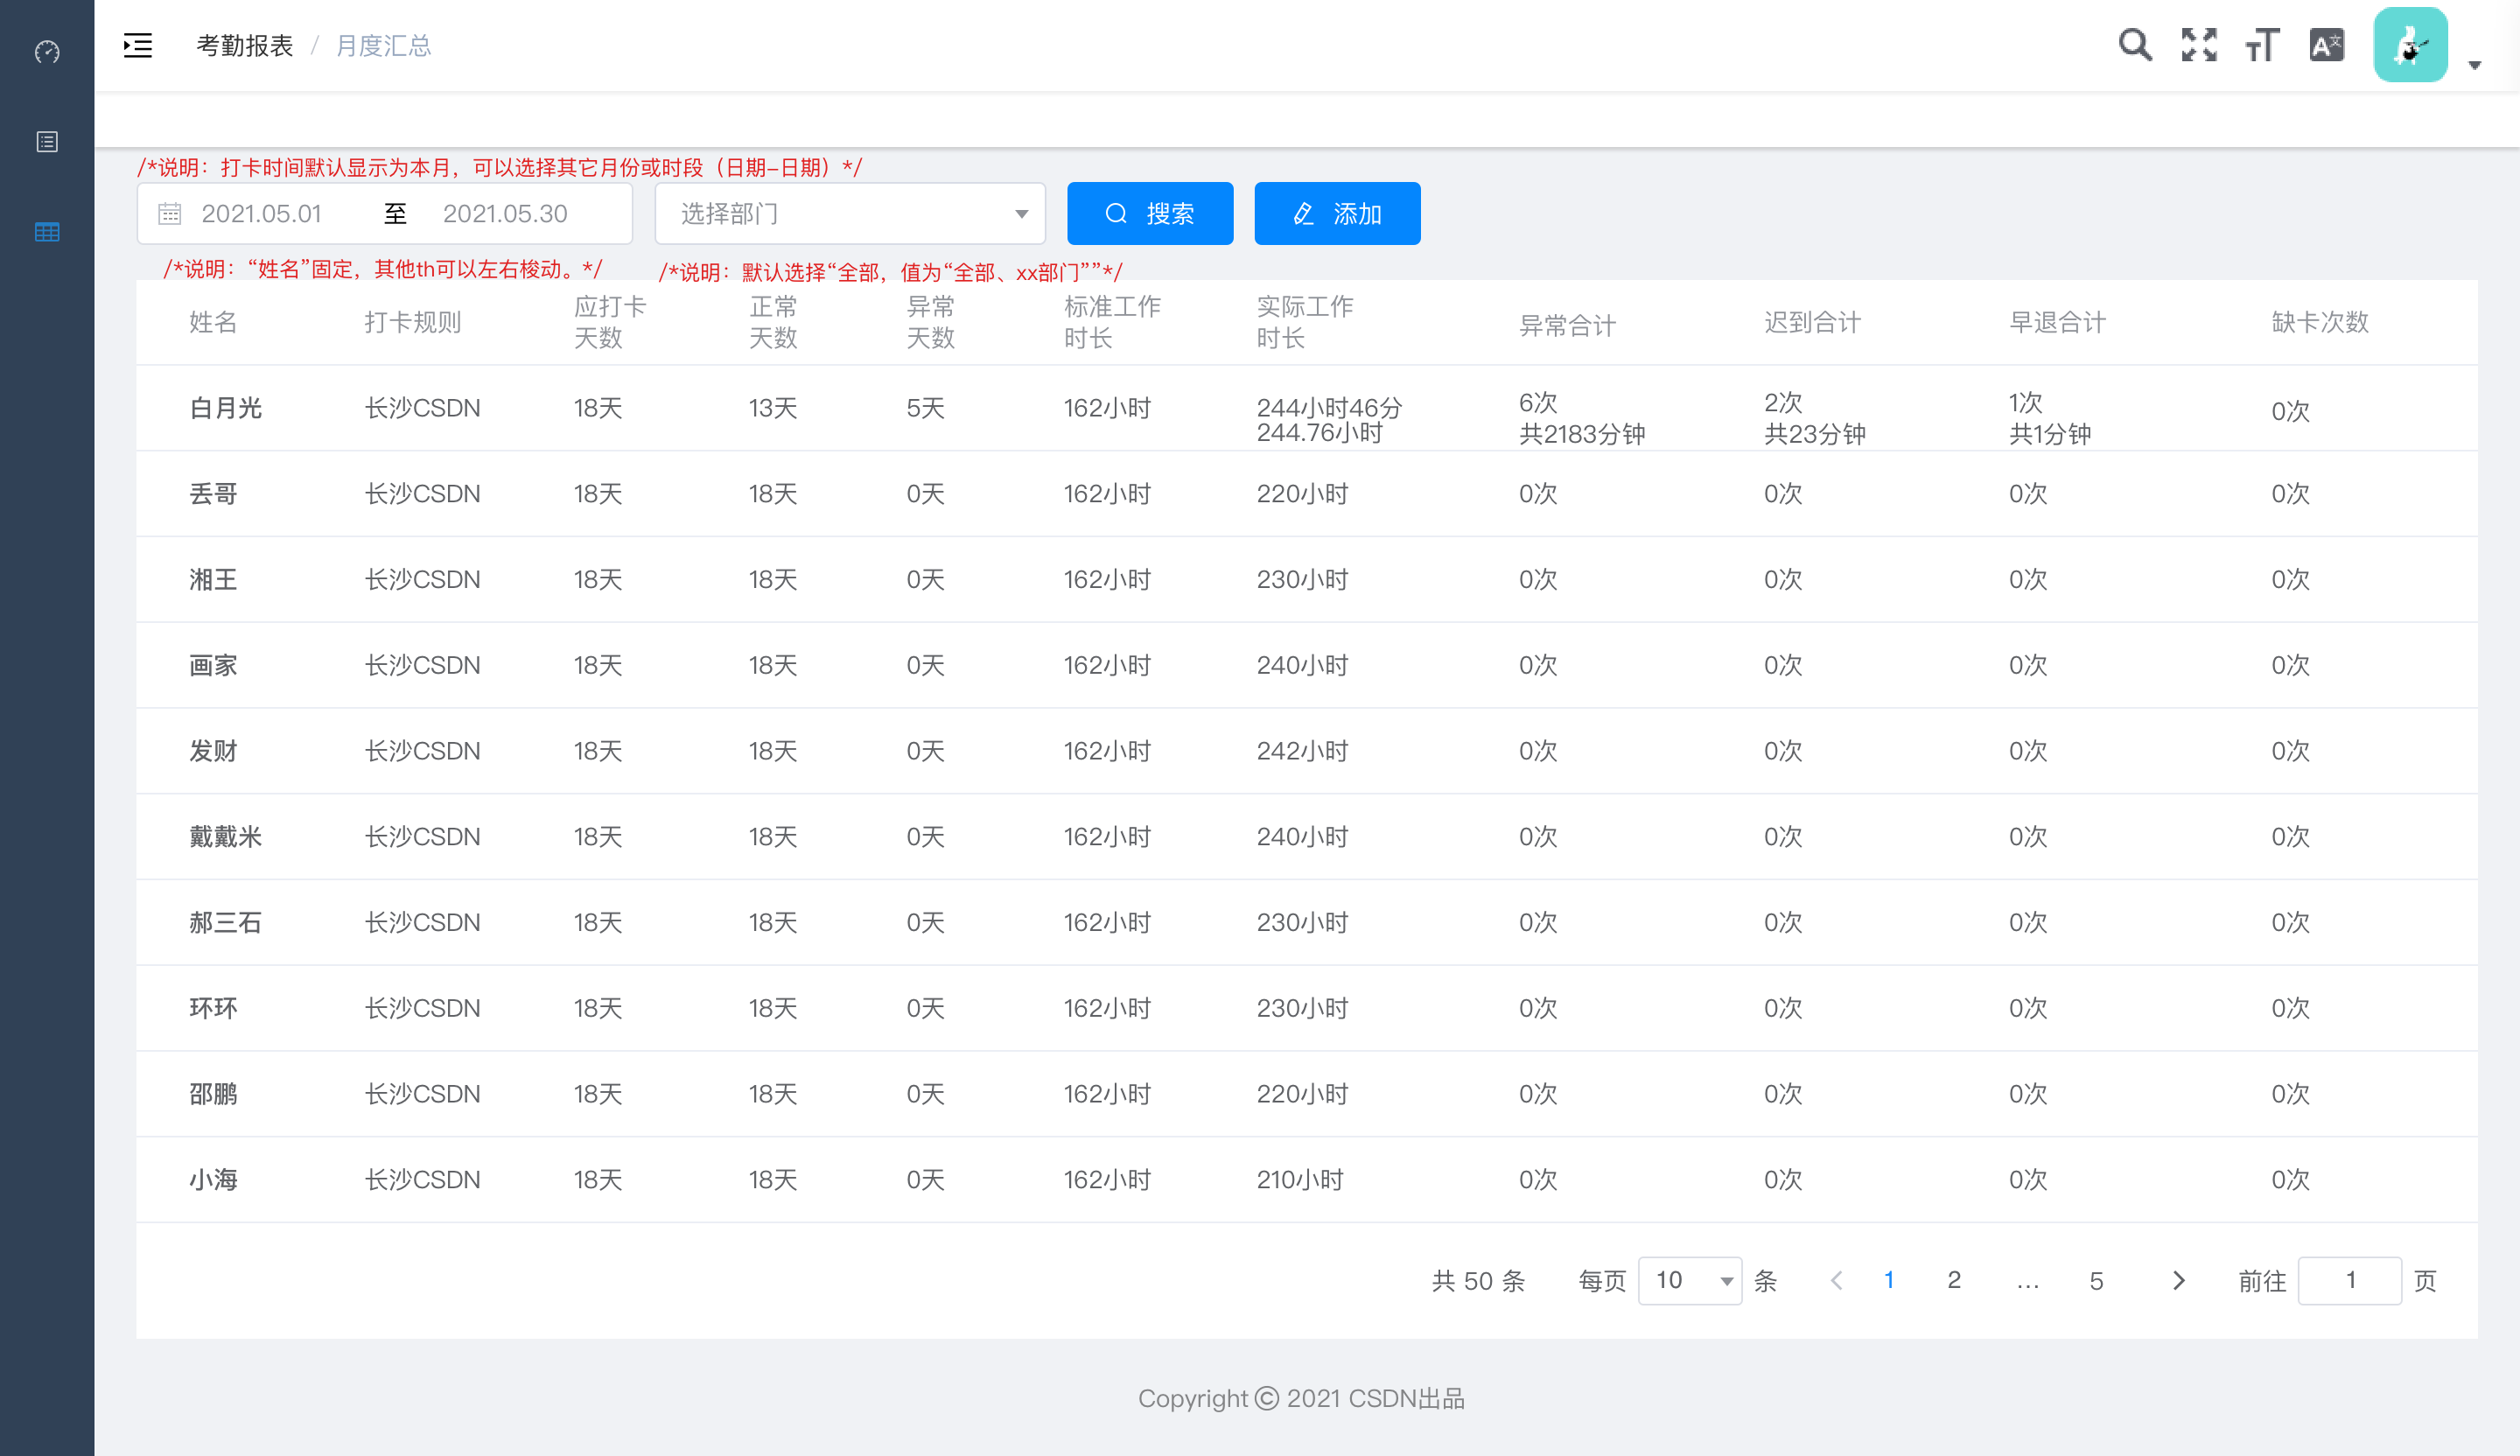 考勤报表 / 月度汇总
/*说明：打卡时间默认显示为本月，可以选择其它月份或时段（日期-日期）*/
2021.05.01 至 2021.05.30 选择部门 搜索 添加
/*说明：“姓名”固定，其他th可以左右梭动。*/ /*说明：默认选择“全部，值为“全部、xx部门””*/
姓名 打卡规则 应打卡天数 正常天数 异常天数 标准工作时长 实际工作时长 异常合计 迟到合计 早退合计 缺卡次数
白月光 长沙CSDN 18天 13天 5天 162小时 244小时46分 6次 2次 1次 0次
244.76小时 共2183分钟 共23分钟 共1分钟
丢哥 长沙CSDN 18天 18天 0天 162小时 220小时 0次 0次 0次 0次
湘王 长沙CSDN 18天 18天 0天 162小时 230小时 0次 0次 0次 0次
画家 长沙CSDN 18天 18天 0天 162小时 240小时 0次 0次 0次 0次
发财 长沙CSDN 18天 18天 0天 162小时 242小时 0次 0次 0次 0次
戴戴米 长沙CSDN 18天 18天 0天 162小时 240小时 0次 0次 0次 0次
郝三石 长沙CSDN 18天 18天 0天 162小时 230小时 0次 0次 0次 0次
环环 长沙CSDN 18天 18天 0天 162小时 230小时 0次 0次 0次 0次
邵鹏 长沙CSDN 18天 18天 0天 162小时 220小时 0次 0次 0次 0次
小海 长沙CSDN 18天 18天 0天 162小时 210小时 0次 0次 0次 0次
共 50 条 每页 10 条 1 2 … 5 前往 1 页
Copyright © 2021 CSDN出品